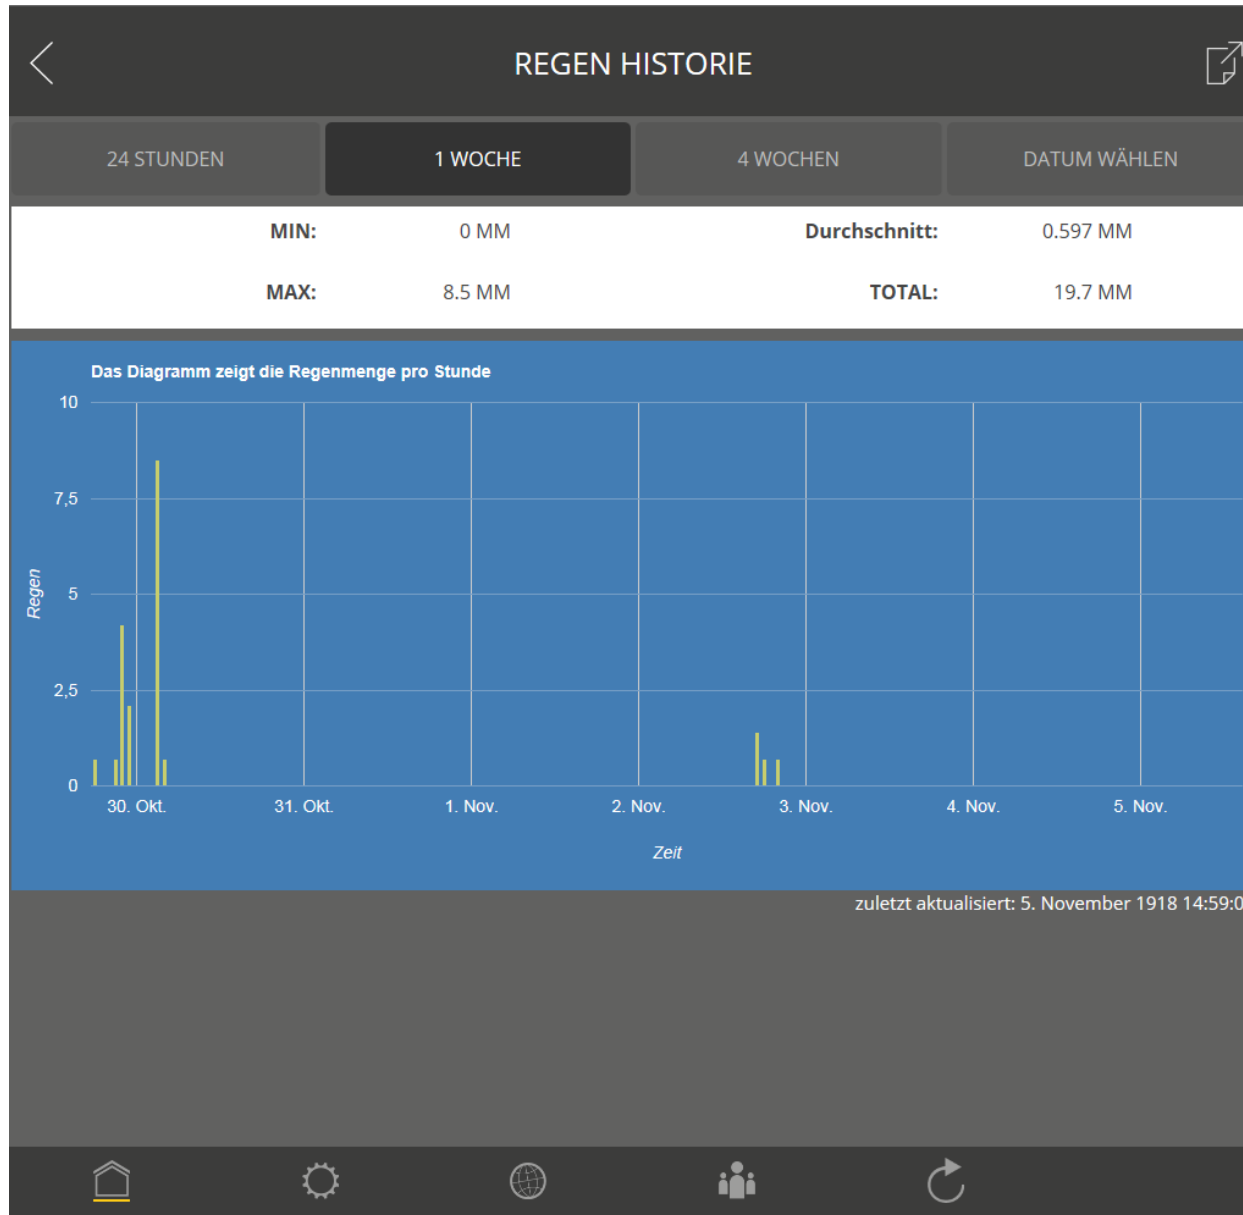 REGEN HISTORIE
24 STUNDEN 1 WOCHE 4 WOCHEN DATUM WÄHLEN
MIN: 0 MM Durchschnitt: 0.597 MM
MAX: 8.5 MM TOTAL: 19.7 MM
Das Diagramm zeigt die Regenmenge pro Stunde
10
7,5
5
2,5
0
Regen
30. Okt. 31. Okt. 1. Nov. 2. Nov. 3. Nov. 4. Nov. 5. Nov.
Zeit
zuletzt aktualisiert: 5. November 1918 14:59:0